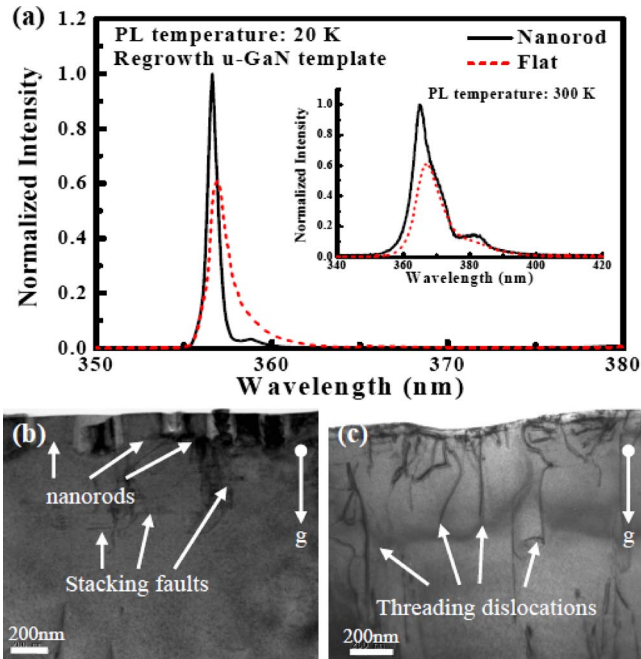 (a)
PL temperature: 20 K
Regrowth u-GaN template
Nanorod
Flat
PL temperature: 300 K
Normalized Intensity
1.0
0.8
0.6
0.4
0.2
0.0
340 360 380 400 420
Wavelength (nm)
Normalized Intensity
1.2
1.0
0.8
0.6
0.4
0.2
0.0
350 360 370 380
Wavelength (nm)
(b)
nanorods
g
Stacking faults
200nm
(c)
g
Threading dislocations
200nm